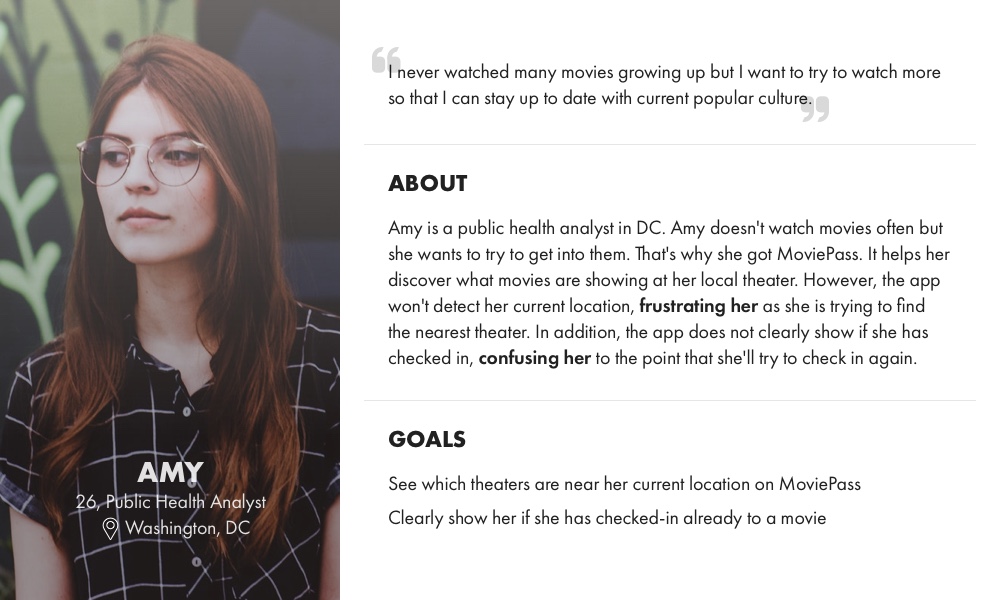 “I never watched many movies growing up but I want to try to watch more
so that I can stay up to date with current popular culture.”
ABOUT
Amy is a public health analyst in DC. Amy doesn't watch movies often but
she wants to try to get into them. That's why she got MoviePass. It helps her
discover what movies are showing at her local theater. However, the app
won't detect her current location, frustrating her as she is trying to find
the nearest theater. In addition, the app does not clearly show if she has
checked in, confusing her to the point that she'll try to check in again.
GOALS
See which theaters are near her current location on MoviePass
Clearly show her if she has checked-in already to a movie
AMY
26, Public Health Analyst
Washington, DC